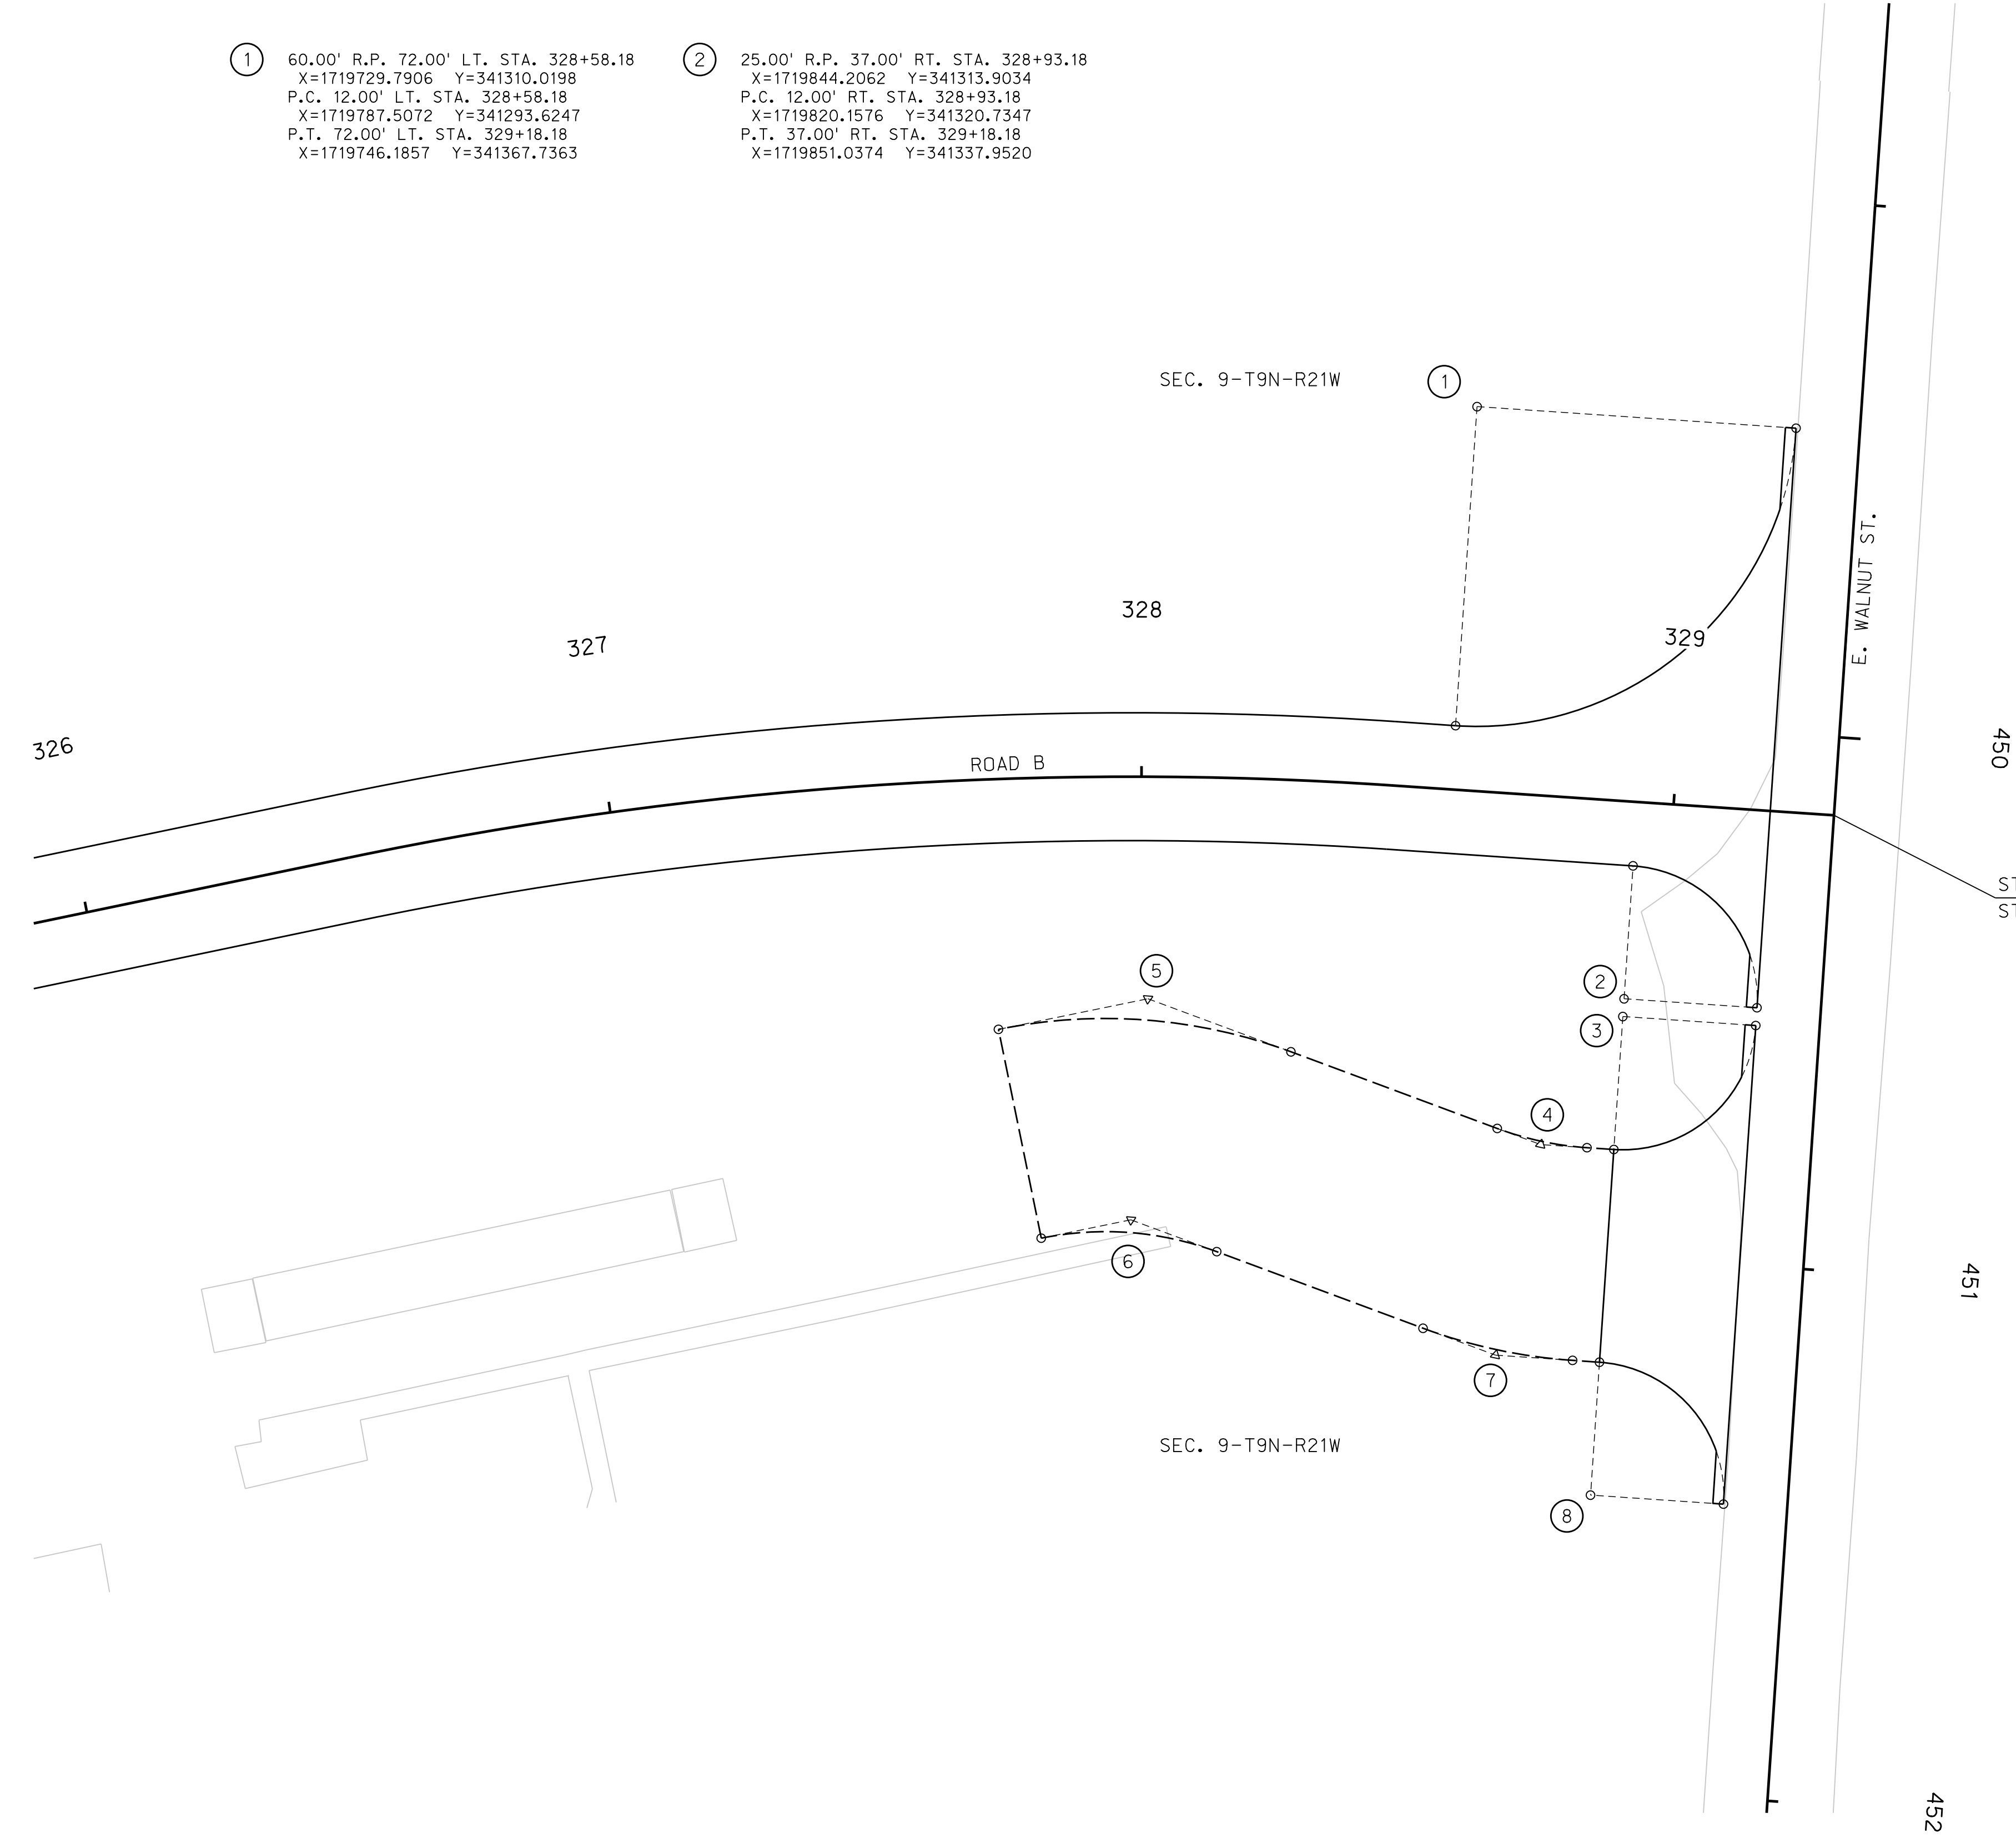 1
60.00' R.P. 72.00' LT. STA. 328+58.18
X=1719729.7906 Y=341310.0198
P.C. 12.00' LT. STA. 328+58.18
X=1719787.5072 Y=341293.6247
P.T. 72.00' LT. STA. 329+18.18
X=1719746.1857 Y=341367.7363
2
25.00' R.P. 37.00' RT. STA. 328+93.18
X=1719844.2062 Y=341313.9034
P.C. 12.00' RT. STA. 328+93.18
X=1719820.1576 Y=341320.7347
P.T. 37.00' RT. STA. 329+18.18
X=1719851.0374 Y=341337.9520
SEC. 9-T9N-R21W
1
E. WALNUT ST.
326
327
328
329
ROAD B
450
ST
ST
5
2
3
4
6
451
7
SEC. 9-T9N-R21W
8
452